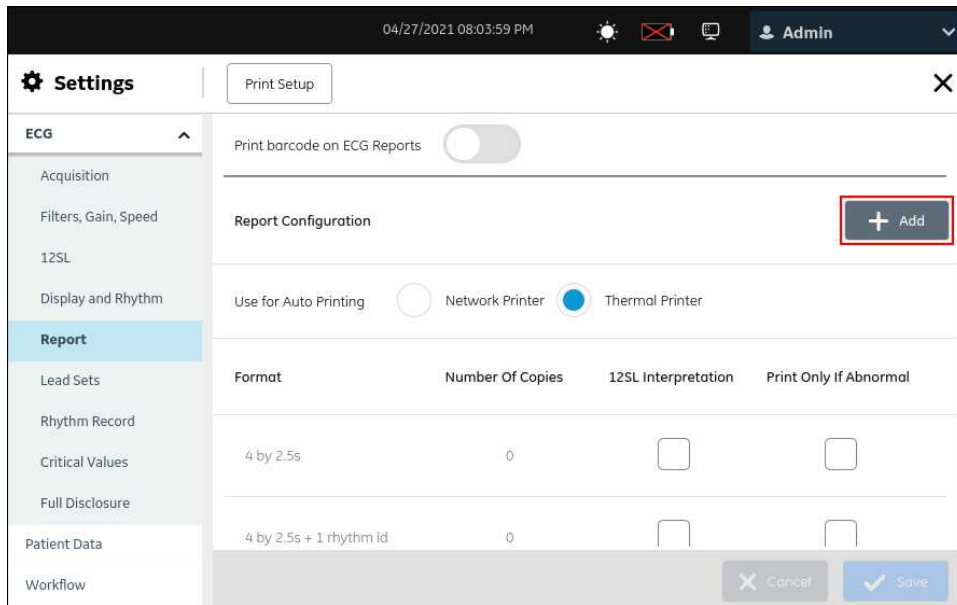 04/27/2021 08:03:59 PM
Admin
Settings
Print Setup
ECG
Acquisition
Filters, Gain, Speed
12SL
Display and Rhythm
Report
Lead Sets
Rhythm Record
Critical Values
Full Disclosure
Patient Data
Workflow
Print barcode on ECG Reports
Report Configuration
Add
Use for Auto Printing
Network Printer
Thermal Printer
Format Number Of Copies 12SL Interpretation Print Only If Abnormal
4 by 2.5s 0
4 by 2.5s + 1 rhythm ld 0
Cancel
Save